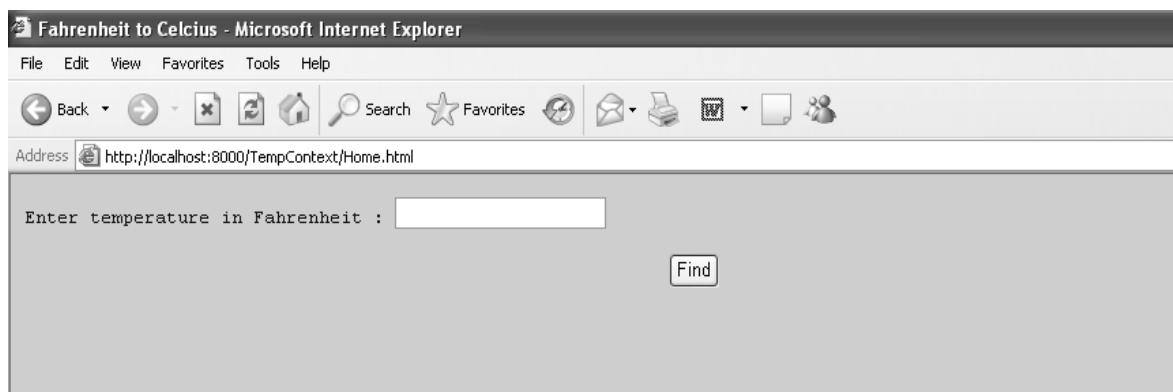 Fahrenheit to Celcius - Microsoft Internet Explorer
File Edit View Favorites Tools Help
Back Search Favorites
Address http://localhost:8000/TempContext/Home.html
Enter temperature in Fahrenheit :
Find